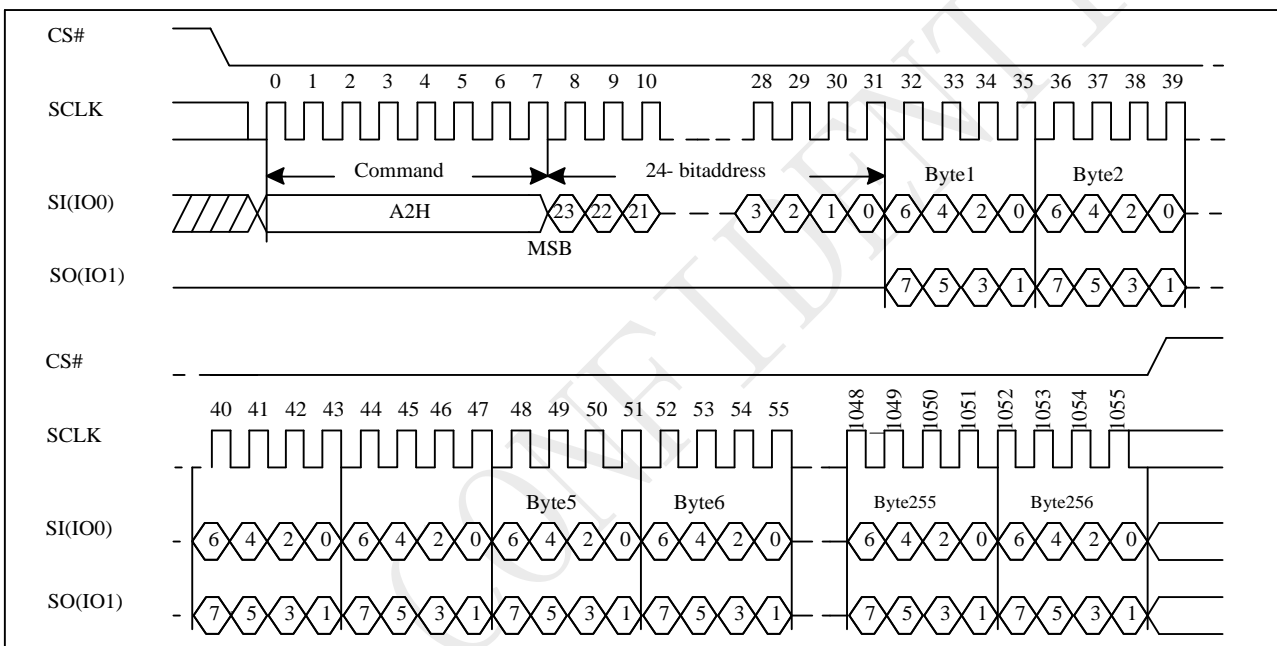 CS#
0 1 2 3 4 5 6 7 8 9 10 28 29 30 31 32 33 34 35 36 37 38 39
SCLK
Command 24- bitaddress Byte1 Byte2
SI(IO0) A2H 23 22 21 3 2 1 0 6 4 2 0 6 4 2 0
MSB
SO(IO1) 7 5 3 1 7 5 3 1
CS#
40 41 42 43 44 45 46 47 48 49 50 51 52 53 54 55 1048 1049 1050 1051 1052 1053 1054 1055
SCLK
Byte5 Byte6 Byte255 Byte256
SI(IO0) 6 4 2 0 6 4 2 0 6 4 2 0 6 4 2 0 6 4 2 0 6 4 2 0
SO(IO1) 7 5 3 1 7 5 3 1 7 5 3 1 7 5 3 1 7 5 3 1 7 5 3 1
CONFIDENT